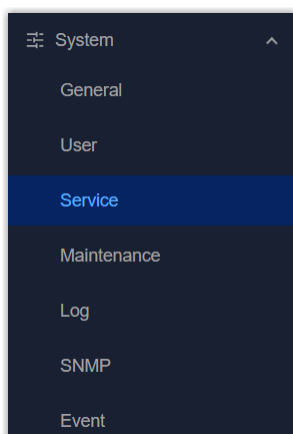 System
General
User
Service
Maintenance
Log
SNMP
Event